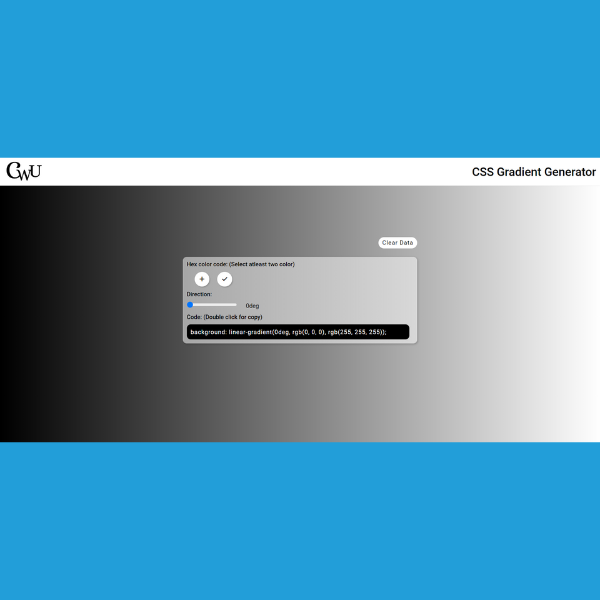 CWU
CSS Gradient Generator
Clear Data
Hex color code: (Select atleast two color)
+
Direction:
0deg
Code: (Double click for copy)
background: linear-gradient(0deg, rgb(0, 0, 0), rgb(255, 255, 255));